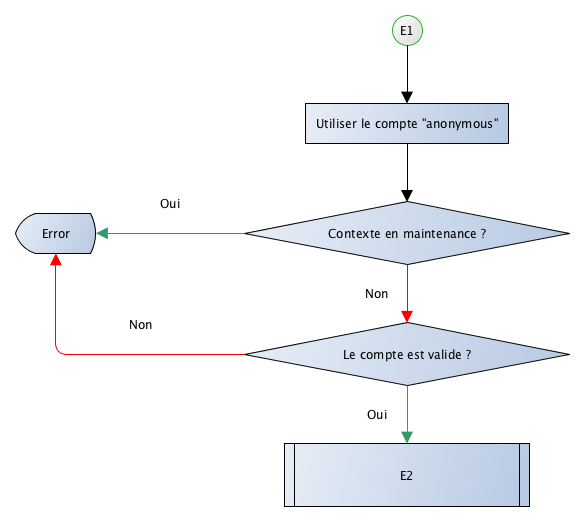 E1
Utiliser le compte "anonymous"
Oui
Error
Contexte en maintenance ?
Non
Non
Le compte est valide ?
Oui
E2